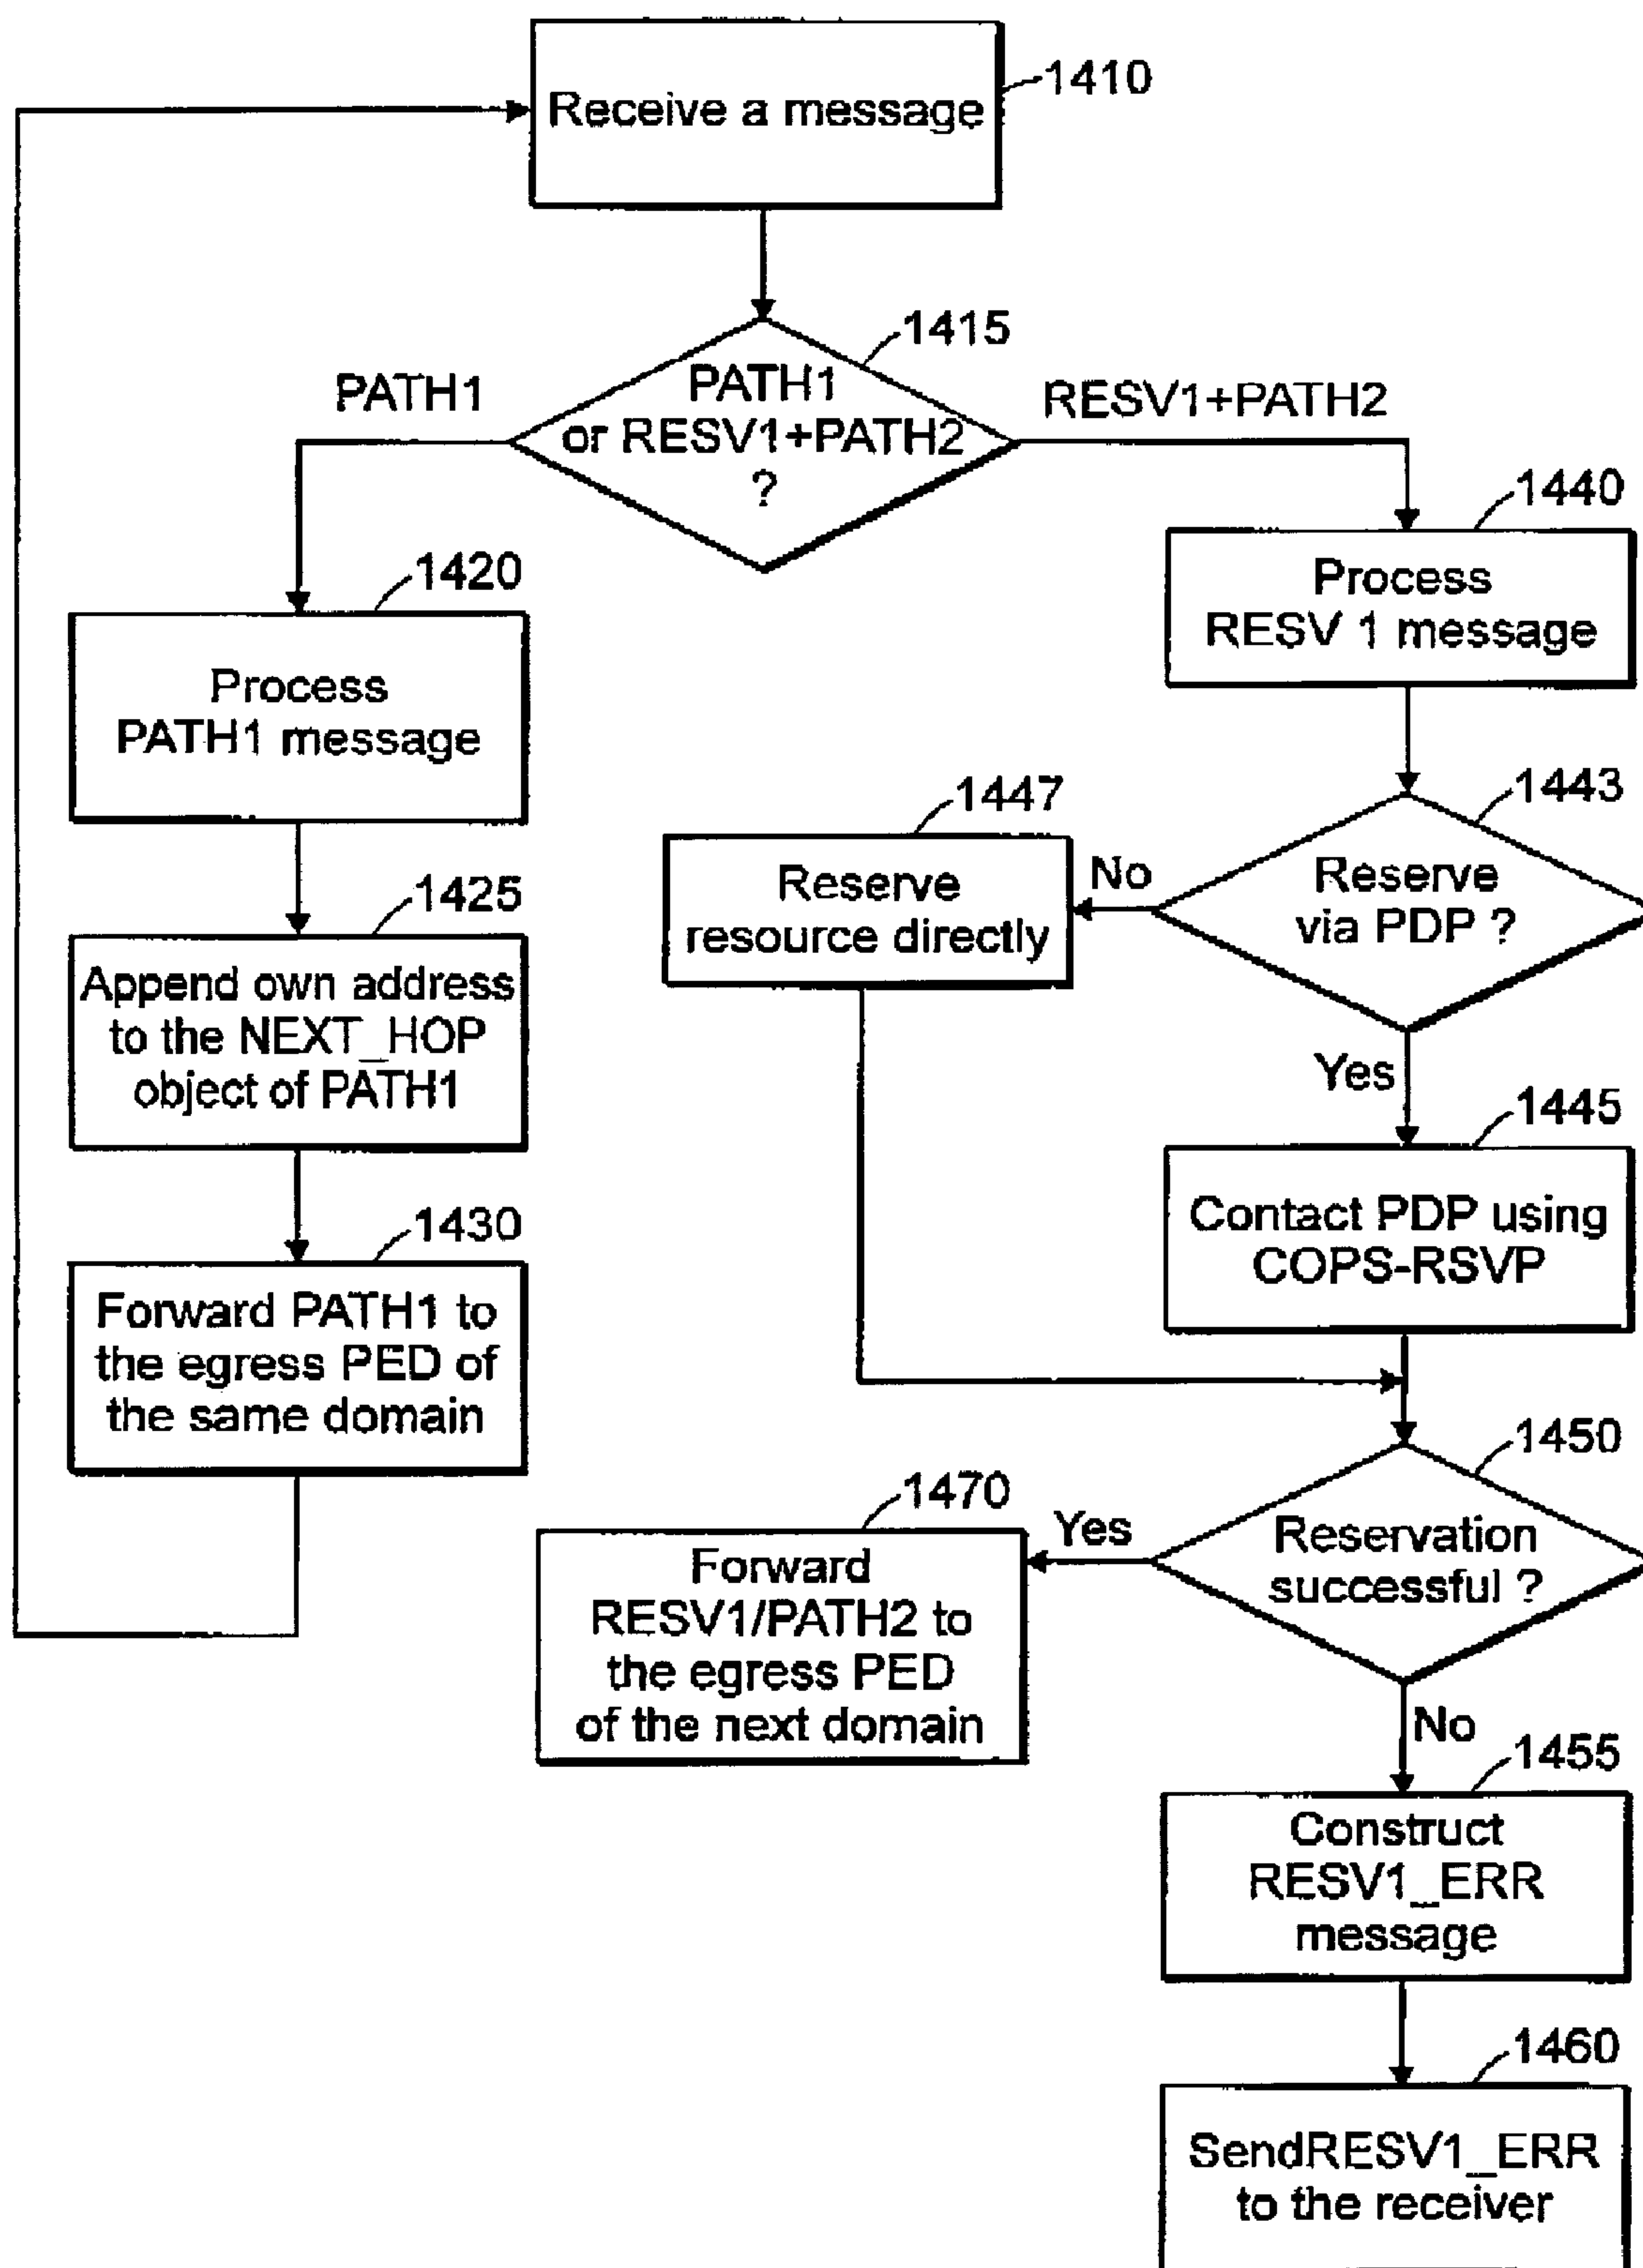 1410
Receive a message
1415
PATH1
PATH1
or RESV1+PATH2
?
RESV1+PATH2
1420
Process
PATH1 message
1425
Append own address
to the NEXT_HOP
object of PATH1
1430
Forward PATH1 to
the egress PED of
the same domain
1440
Process
RESV 1 message
1443
Reserve
via PDP ?
No
1447
Reserve
resource directly
Yes
1445
Contact PDP using
COPS-RSVP
1450
Reservation
successful ?
Yes
1470
Forward
RESV1/PATH2 to
the egress PED
of the next domain
No
1455
Construct
RESV1_ERR
message
1460
SendRESV1_ERR
to the receiver